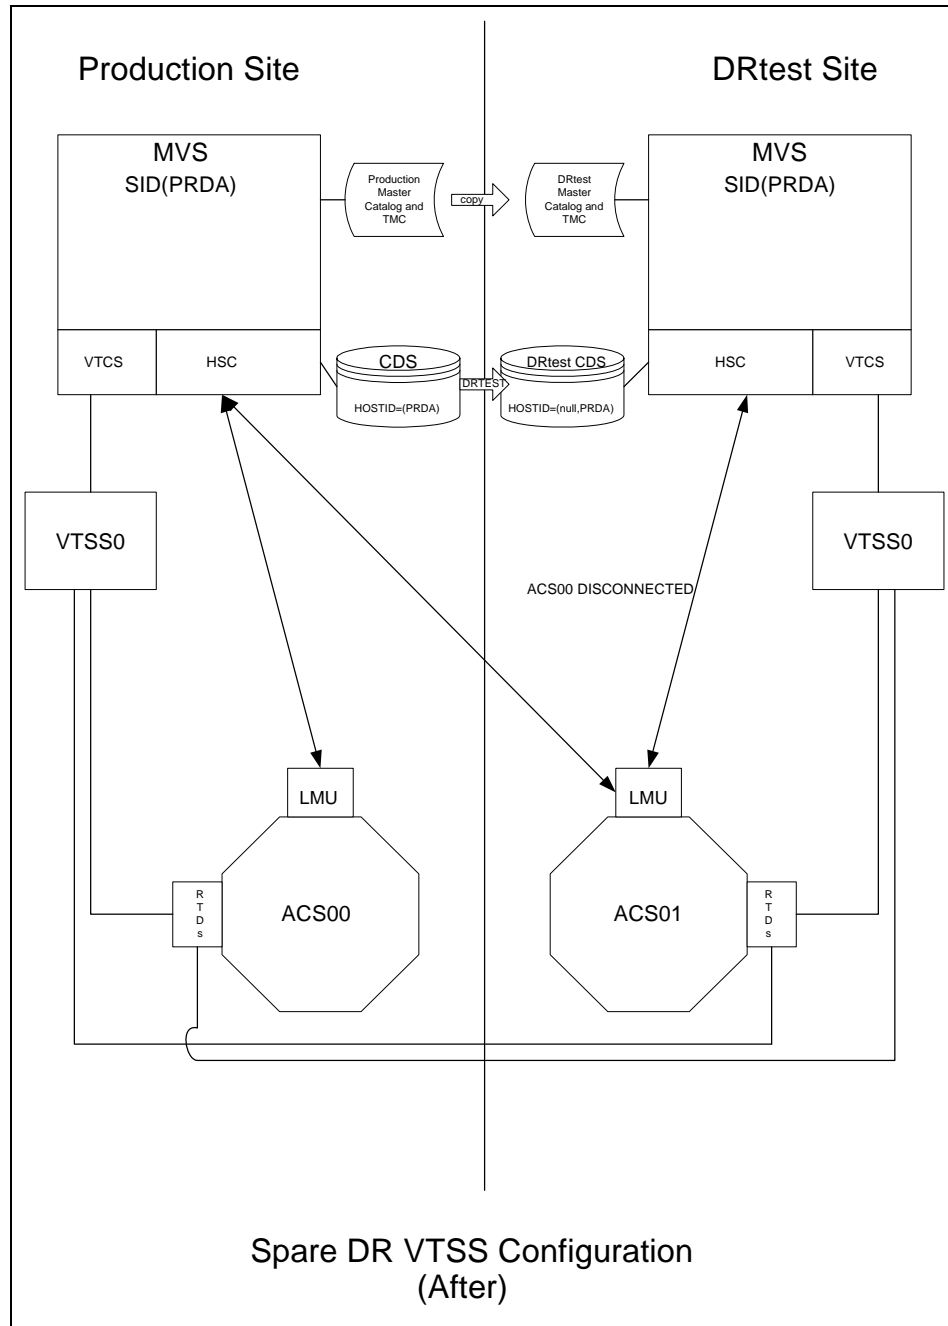 Production Site
DRtest Site
MVS
SID(PRDA)
Production
Master
Catalog and
TMC
copy
DRtest
Master
Catalog and
TMC
MVS
SID(PRDA)
VTCS
HSC
CDS
HOSTID=(PRDA)
DRTEST
DRtest CDS
HOSTID=(null,PRDA)
HSC
VTCS
VTSS0
VTSS0
ACS00 DISCONNECTED
LMU
LMU
R
T
D
s
ACS00
ACS01
R
T
D
s
Spare DR VTSS Configuration
(After)